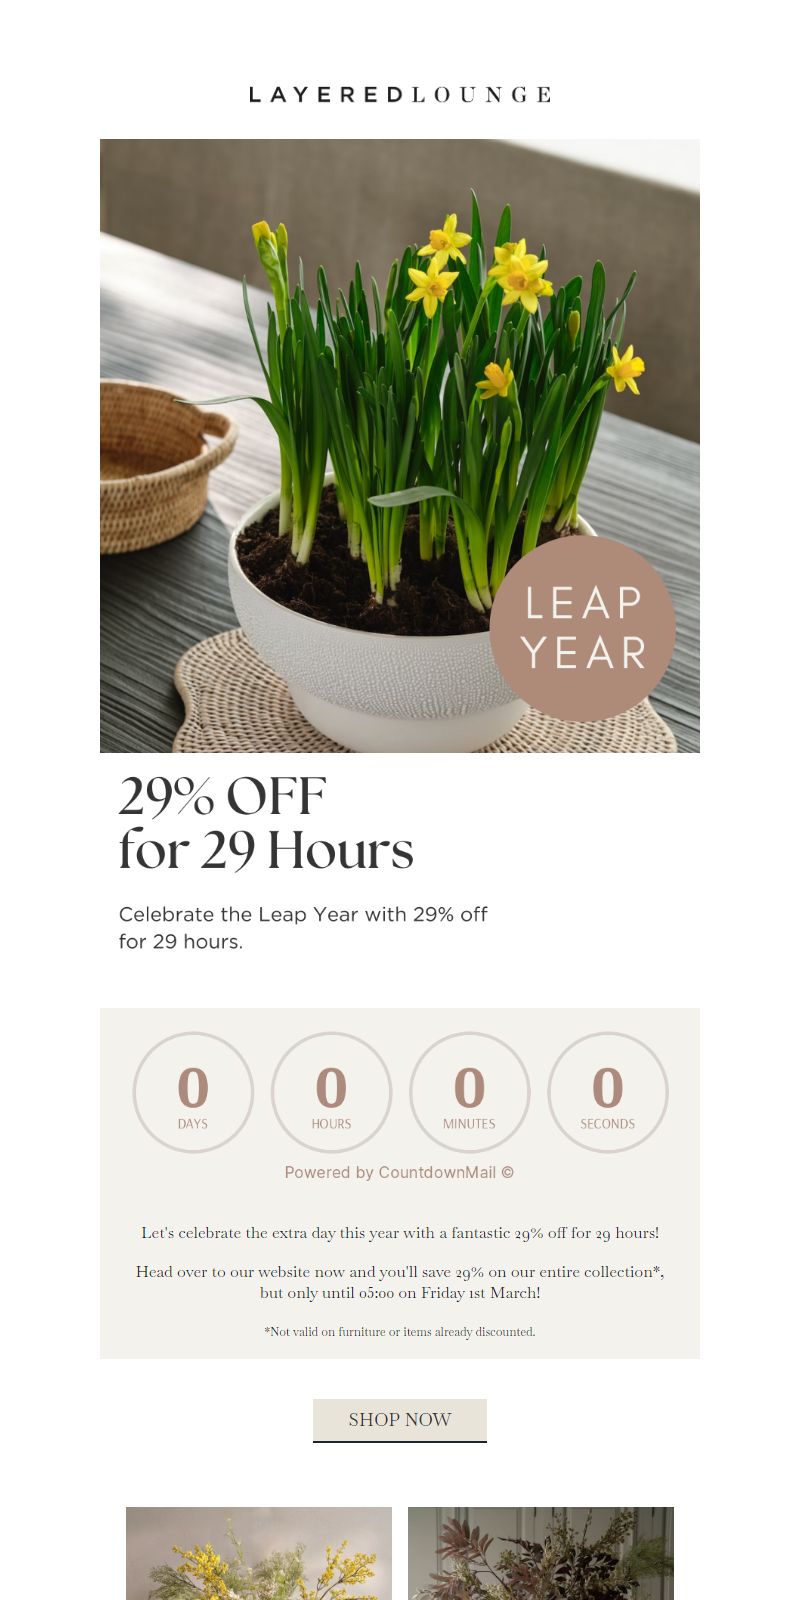 LAYEREDLOUNGE
LEAP
YEAR
29% OFF
for 29 Hours
Celebrate the Leap Year with 29% off
for 29 hours.
0 0 0 0
DAYS HOURS MINUTES SECONDS
Powered by CountdownMail ©
Let's celebrate the extra day this year with a fantastic 29% off for 29 hours!
Head over to our website now and you'll save 29% on our entire collection*,
but only until 05:00 on Friday 1st March!
*Not valid on furniture or items already discounted.
SHOP NOW